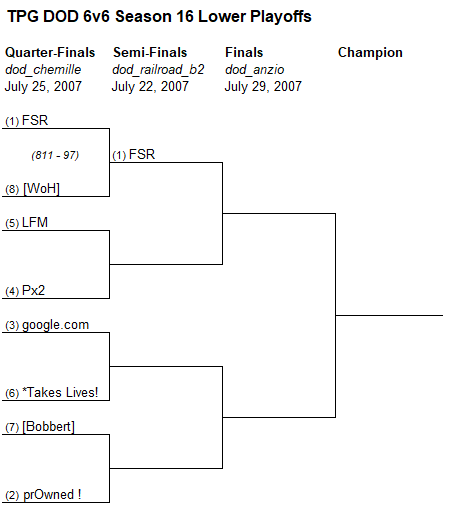 TPG DOD 6v6 Season 16 Lower Playoffs
Quarter-Finals Semi-Finals Finals Champion
dod_chemille dod_railroad_b2 dod_anzio
July 25, 2007 July 22, 2007 July 29, 2007
(1) FSR
(811 - 97) (1) FSR
(8) [WoH]
(5) LFM
(4) Px2
(3) google.com
(6) *Takes Lives!
(7) [Bobbert]
(2) prOwned !